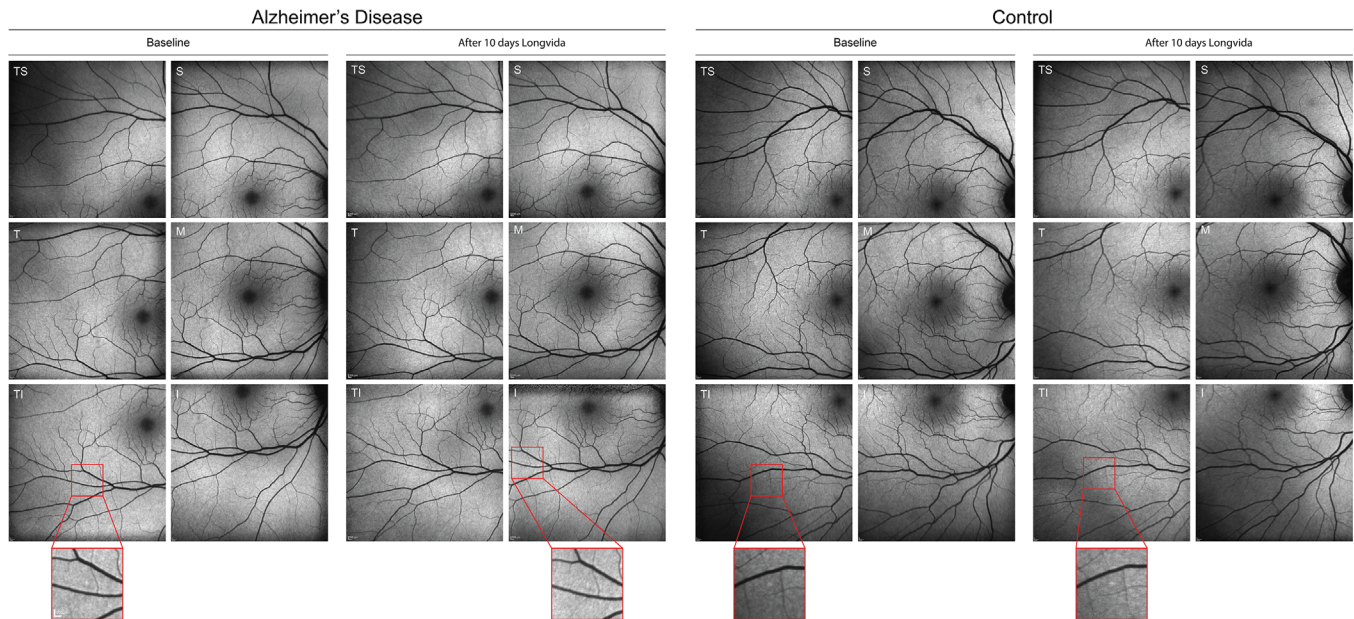 Alzheimer's Disease
Control
Baseline
After 10 days Longvida
Baseline
After 10 days Longvida
TS
S
TS
S
TS
S
TS
S
T
M
T
M
T
M
T
M
TI
I
TI
I
TI
I
TI
I